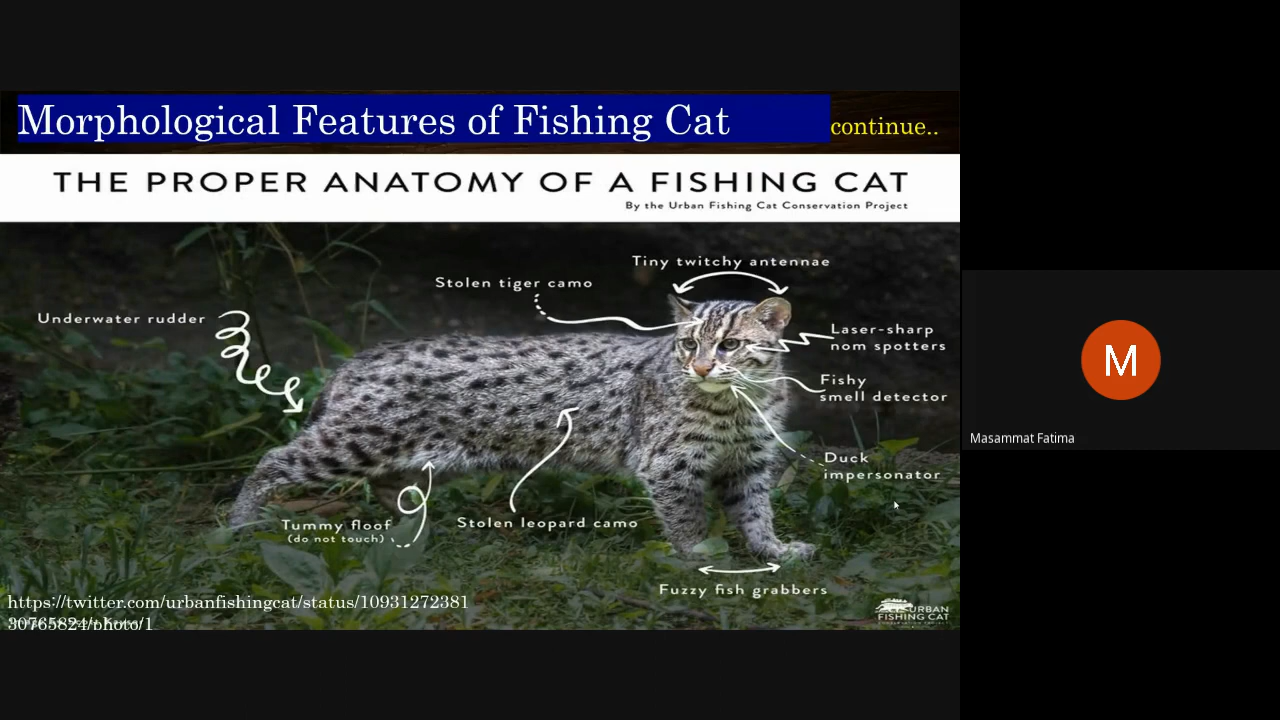 Morphological Features of Fishing Cat continue..
THE PROPER ANATOMY OF A FISHING CAT
By the Urban Fishing Cat Conservation Project
Tiny twitchy antennae
Stolen tiger camo
Underwater rudder
Laser-sharp
nom spotters
Fishy
smell detector
Duck
impersonator
Tummy floof
(do not touch)
Stolen leopard camo
Fuzzy fish grabbers
https://twitter.com/urbanfishingcat/status/10931272381
30765824/photo/1
URBAN
FISHING CAT
M
Masammat Fatima